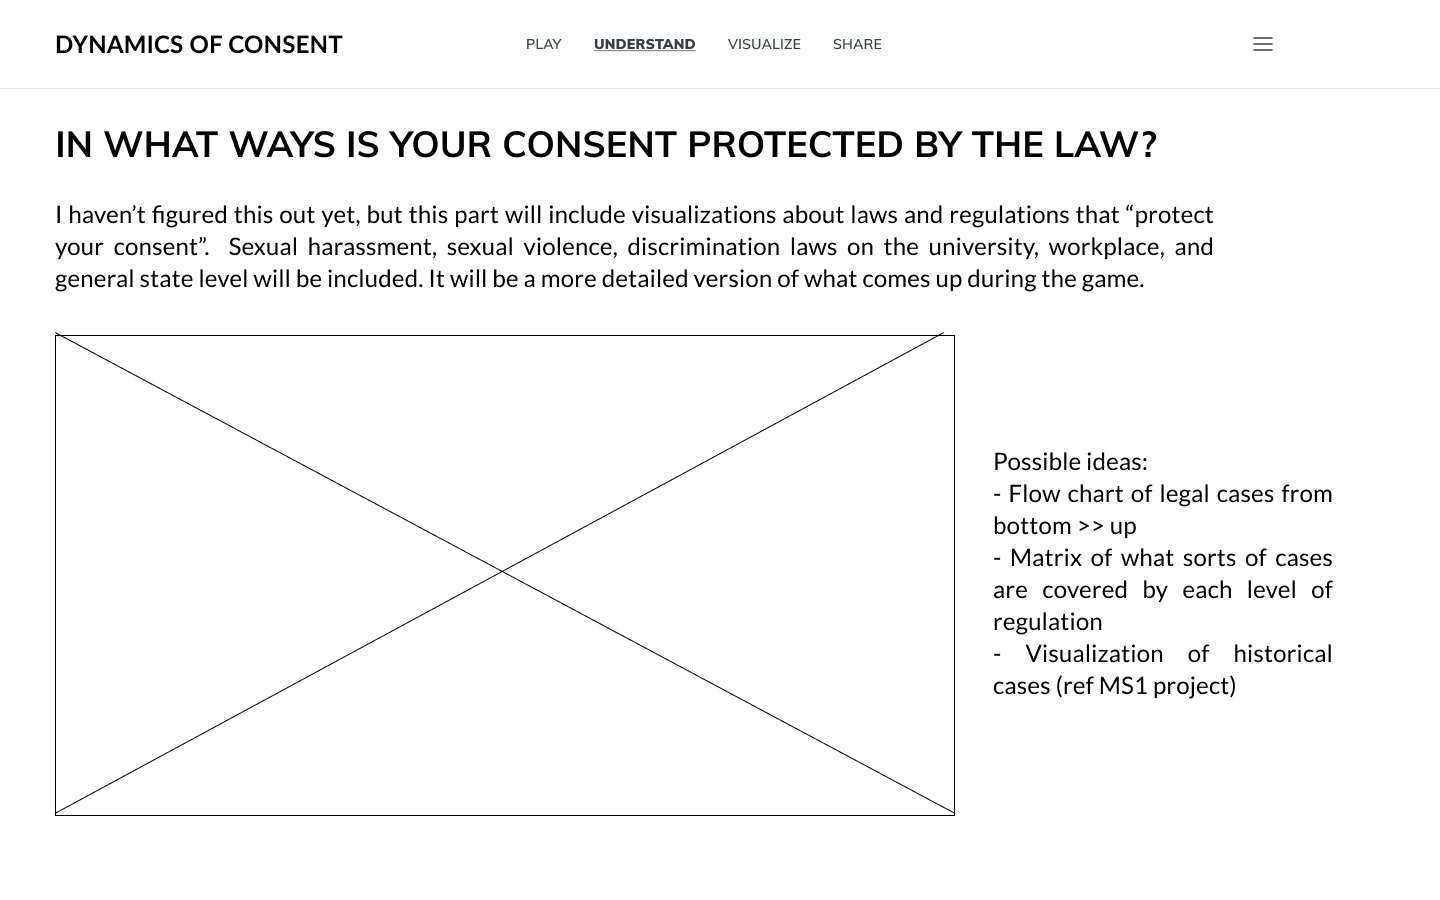 DYNAMICS OF CONSENT
PLAY UNDERSTAND VISUALIZE SHARE
IN WHAT WAYS IS YOUR CONSENT PROTECTED BY THE LAW?
I haven’t figured this out yet, but this part will include visualizations about laws and regulations that “protect
your consent”. Sexual harassment, sexual violence, discrimination laws on the university, workplace, and
general state level will be included. It will be a more detailed version of what comes up during the game.
Possible ideas:
- Flow chart of legal cases from
bottom >> up
- Matrix of what sorts of cases
are covered by each level of
regulation
- Visualization of historical
cases (ref MS1 project)